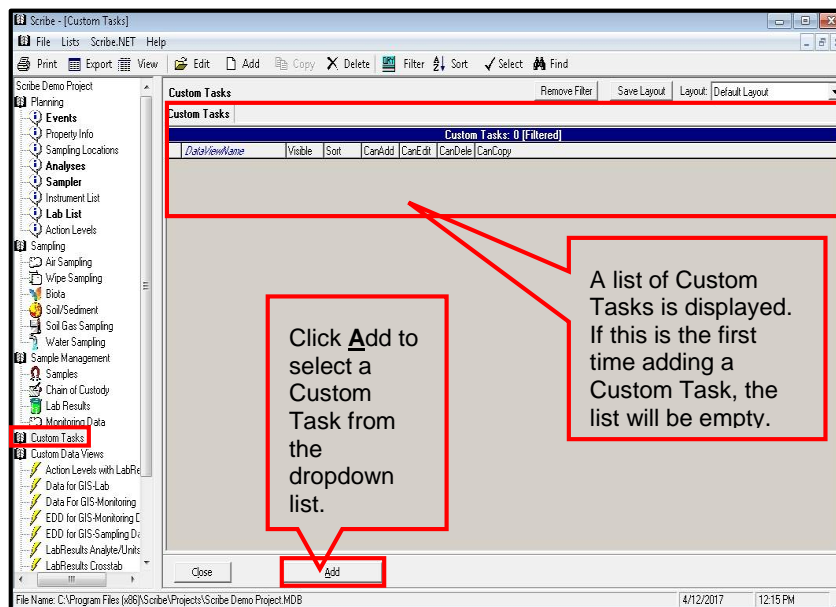 Scribe - [Custom Tasks]
File Lists Scribe.NET Help
Print Export View Edit Add Copy Delete Filter Sort Select Find
Scribe Demo Project
Planning
Events
Property Info
Sampling Locations
Analyses
Sampler
Instrument List
Lab List
Action Levels
Sampling
Air Sampling
Wipe Sampling
Biota
Soil/Sediment
Soil Gas Sampling
Water Sampling
Sample Management
Samples
Chain of Custody
Lab Results
Monitoring Data
Custom Tasks
Custom Data Views
Action Levels with LabRe
Data for GIS-Lab
Data For GIS-Monitoring
EDD for GIS-Monitoring D
EDD for GIS-Sampling Da
LabResults Analyte/Units
LabResults Crosstab
Custom Tasks
Remove Filter Save Layout Layout: Default Layout
Custom Tasks
Custom Tasks: 0 [Filtered]
DataViewName Visible Sort CanAdd CanEdit CanDele CanCopy
A list of Custom
Tasks is displayed.
If this is the first
time adding a
Custom Task, the
list will be empty.
Click Add to
select a
Custom
Task from
the
dropdown
list.
Close Add
File Name: C:\Program Files (x86)\Scribe\Projects\Scribe Demo Project.MDB 4/12/2017 12:15 PM